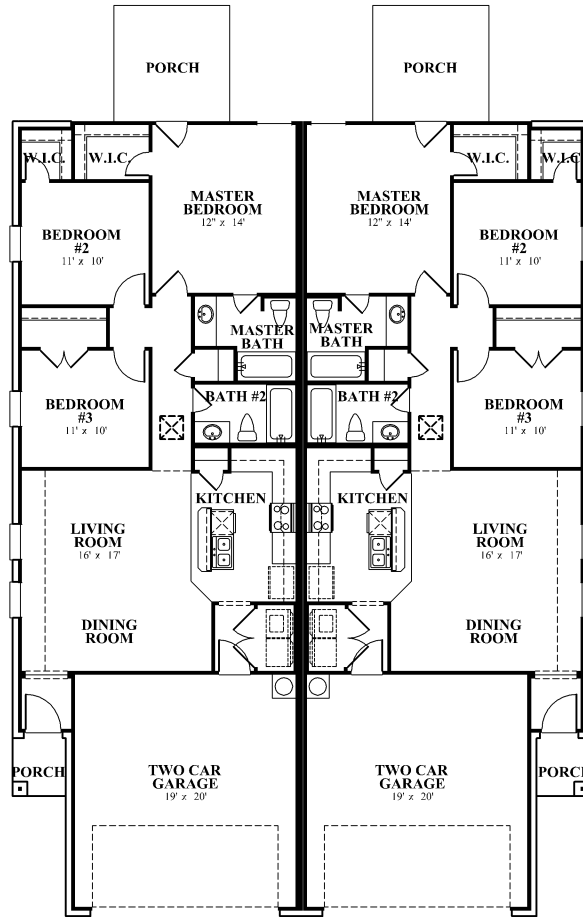 PORCH
PORCH
W.I.C.
W.I.C.
W.I.C.
W.I.C.
MASTER
BEDROOM
12" x 14'
MASTER
BEDROOM
12" x 14'
BEDROOM
#2
11' x 10'
BEDROOM
#2
11' x 10'
MASTER
BATH
MASTER
BATH
BEDROOM
#3
11' x 10'
BATH #2
BATH #2
BEDROOM
#3
11' x 10'
KITCHEN
KITCHEN
LIVING
ROOM
16' x 17'
LIVING
ROOM
16' x 17'
DINING
ROOM
DINING
ROOM
PORCH
TWO CAR
GARAGE
19' x 20'
TWO CAR
GARAGE
19' x 20'
PORCH